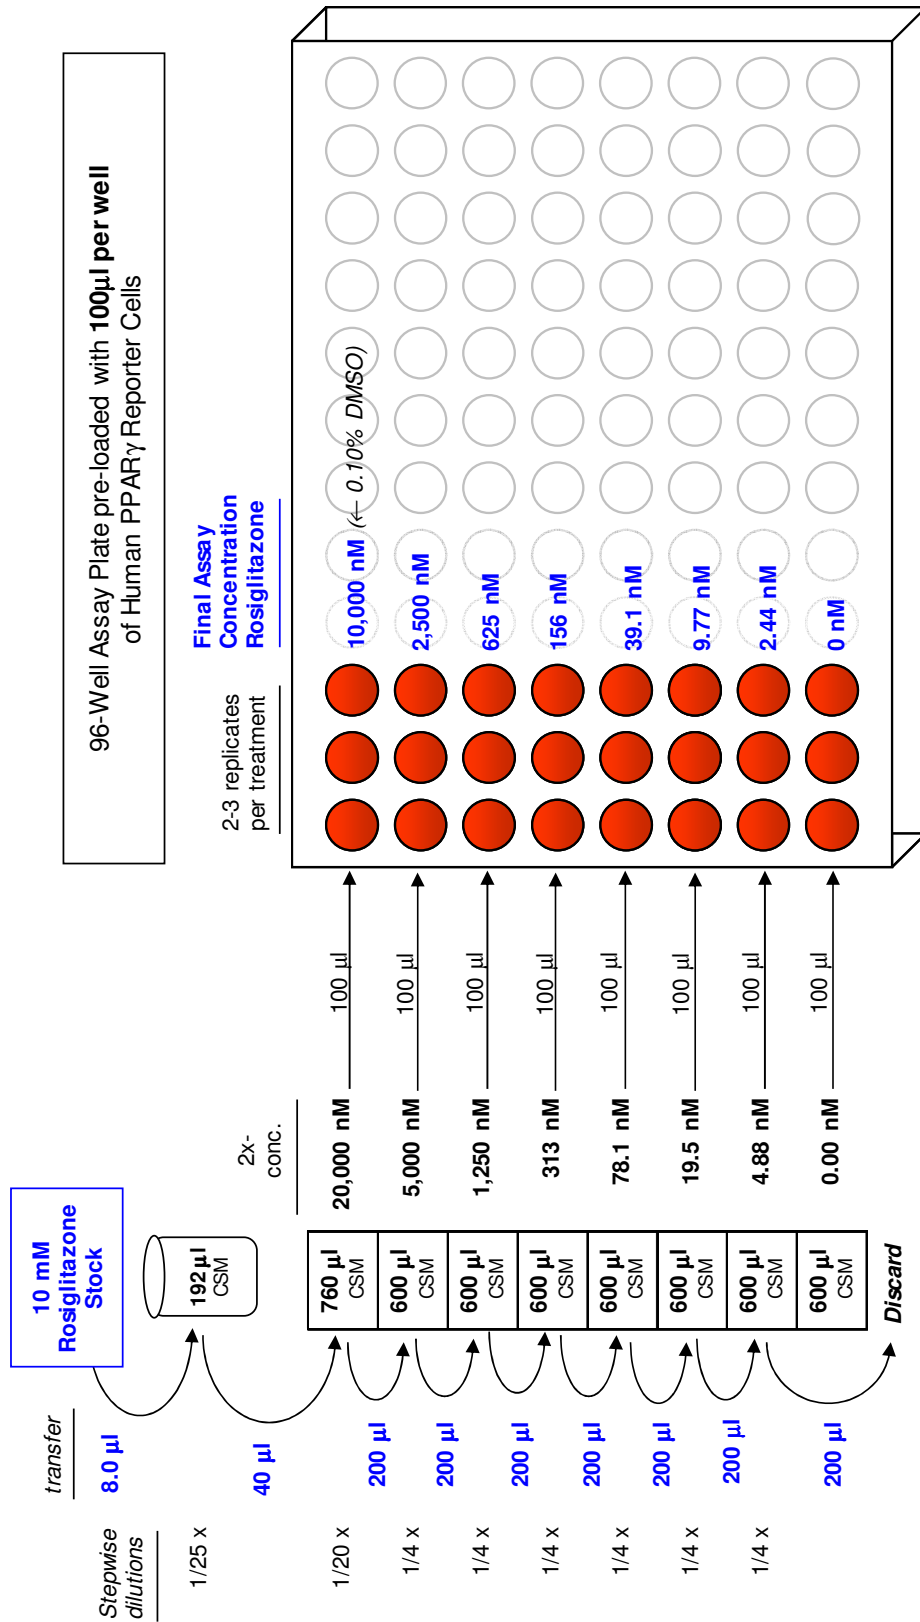 96-Well Assay Plate pre-loaded with 100µl per well
of Human PPARγ Reporter Cells
Stepwise
dilutions
transfer
10 mM
Rosiglitazone
Stock
2x-
conc.
2-3 replicates
per treatment
Final Assay
Concentration
Rosiglitazone
8.0 µl
1/25 x
192 µl
CSM
40 µl
1/20 x
760 µl
CSM
20,000 nM
100 µl
10,000 nM (← 0.10% DMSO)
200 µl
1/4 x
600 µl
CSM
5,000 nM
100 µl
2,500 nM
200 µl
1/4 x
600 µl
CSM
1,250 nM
100 µl
625 nM
200 µl
1/4 x
600 µl
CSM
313 nM
100 µl
156 nM
200 µl
1/4 x
600 µl
CSM
78.1 nM
100 µl
39.1 nM
200 µl
1/4 x
600 µl
CSM
19.5 nM
100 µl
9.77 nM
200 µl
1/4 x
600 µl
CSM
4.88 nM
100 µl
2.44 nM
200 µl
600 µl
CSM
0.00 nM
100 µl
0 nM
Discard